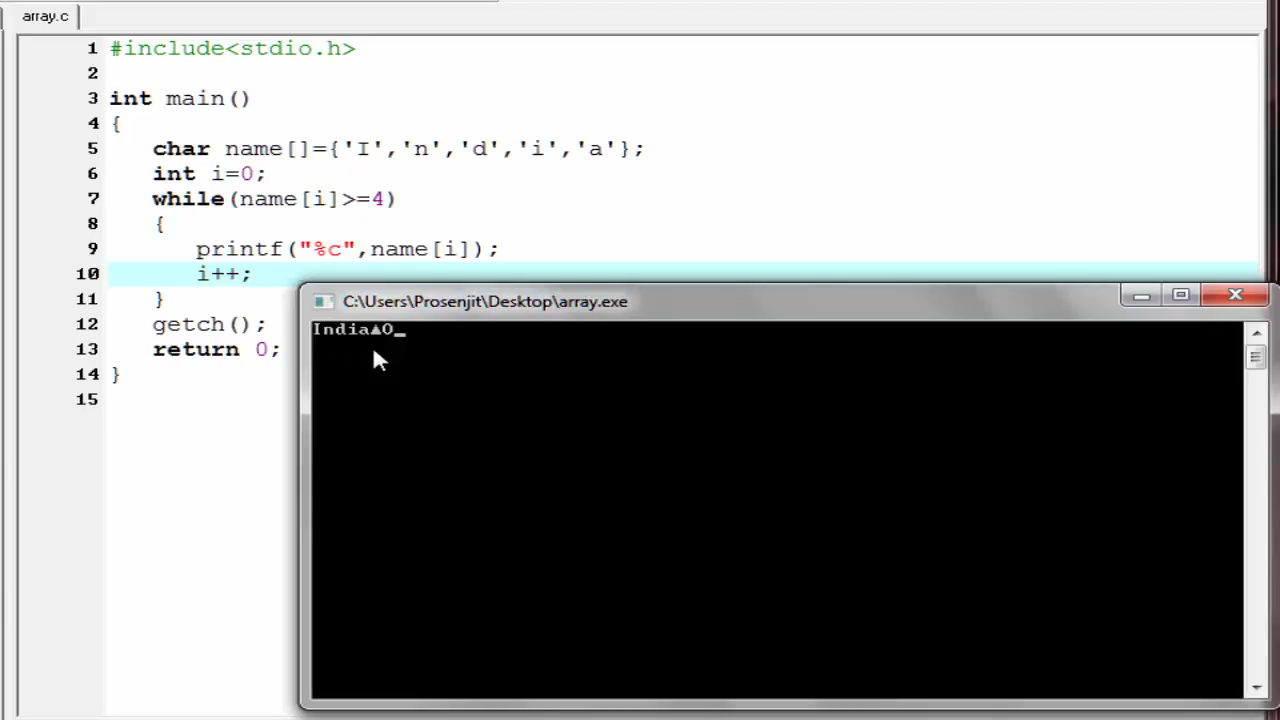 array.c
1 #include<stdio.h>
2
3 int main()
4 {
5 char name[]={'I','n','d','i','a'};
6 int i=0;
7 while(name[i]>=4)
8 {
9 printf("%c",name[i]);
10 i++;
11 }
12 getch();
13 return 0;
14 }
15
C:\Users\Prosenjit\Desktop\array.exe
India▲O_